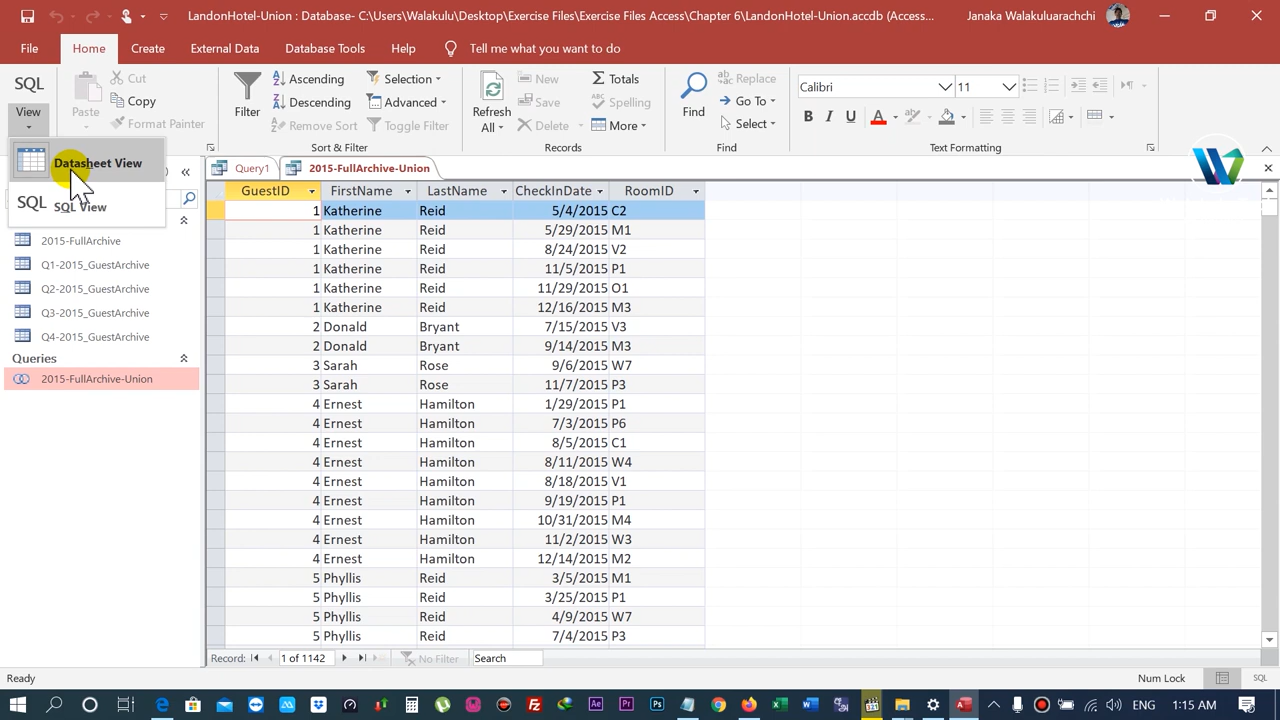 LandonHotel-Union : Database- C:\Users\Walakulu\Desktop\Exercise Files\Exercise Files Access\Chapter 6\LandonHotel-Union.accdb (Access... Janaka Walakuluarachchi
File Home Create External Data Database Tools Help Tell me what you want to do
SQL Cut Ascending Selection New Totals Replace Calibri 11
View Paste Copy Filter Descending Advanced Refresh All Save Spelling Find Go To
Format Painter Remove Sort Toggle Filter Delete More Select B I U A
Sort & Filter Records Find Text Formatting
Datasheet View
SQL View
Query1 2015-FullArchive-Union
2015-FullArchive
Q1-2015_GuestArchive
Q2-2015_GuestArchive
Q3-2015_GuestArchive
Q4-2015_GuestArchive
Queries
2015-FullArchive-Union
GuestID FirstName LastName CheckInDate RoomID
1 Katherine Reid 5/4/2015 C2
1 Katherine Reid 5/29/2015 M1
1 Katherine Reid 8/24/2015 V2
1 Katherine Reid 11/5/2015 P1
1 Katherine Reid 11/29/2015 O1
1 Katherine Reid 12/16/2015 M3
2 Donald Bryant 7/15/2015 V3
2 Donald Bryant 9/14/2015 M3
3 Sarah Rose 9/6/2015 W7
3 Sarah Rose 11/7/2015 P3
4 Ernest Hamilton 1/29/2015 P1
4 Ernest Hamilton 7/3/2015 P6
4 Ernest Hamilton 8/5/2015 C1
4 Ernest Hamilton 8/11/2015 W4
4 Ernest Hamilton 8/18/2015 V1
4 Ernest Hamilton 9/19/2015 P1
4 Ernest Hamilton 10/31/2015 M4
4 Ernest Hamilton 11/2/2015 W3
4 Ernest Hamilton 12/14/2015 M2
5 Phyllis Reid 3/5/2015 M1
5 Phyllis Reid 3/25/2015 P1
5 Phyllis Reid 4/9/2015 W7
5 Phyllis Reid 7/4/2015 P3
Record: 1 of 1142 No Filter Search
Ready Num Lock SQL
1:15 AM